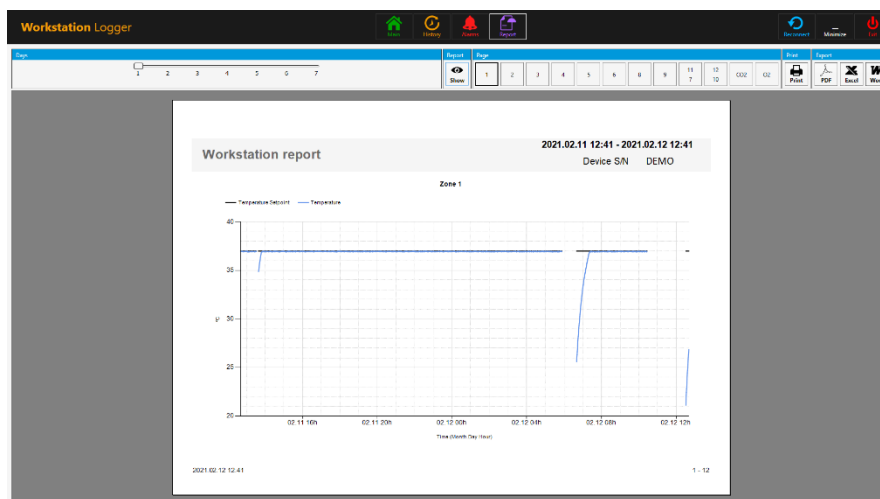 Workstation Logger
Main
History
Alarms
Report
Reconnect
Minimize
Exit
Days
1 2 3 4 5 6 7
Report
Show
Page
1 2 3 4 5 6 8 9 11 7 12 10 CO2 O2
Print
Print
Export
PDF Excel Word
Workstation report
2021.02.11 12:41 - 2021.02.12 12:41
Device S/N DEMO
Zone 1
Temperature Setpoint Temperature
40
35
30
25
20
°C
02.11 16h 02.11 20h 02.12 00h 02.12 04h 02.12 08h 02.12 12h
Time (Month Day Hour)
2021.02.12 12:41
1 - 12